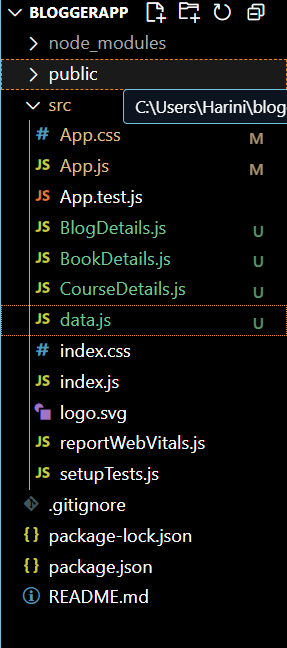 BLOGGERAPP
node_modules
public
src
C:\Users\Harini\blog
App.css M
App.js M
App.test.js
BlogDetails.js U
BookDetails.js U
CourseDetails.js U
data.js U
index.css
index.js
logo.svg
reportWebVitals.js
setupTests.js
.gitignore
package-lock.json
package.json
README.md